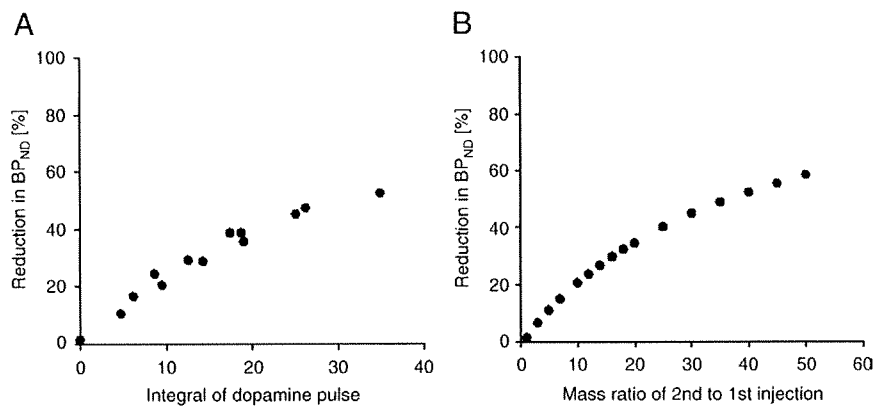 A
Reduction in BPND [%]
100
80
60
40
20
0
0 10 20 30 40
Integral of dopamine pulse
B
Reduction in BPND [%]
100
80
60
40
20
0
0 10 20 30 40 50 60
Mass ratio of 2nd to 1st injection